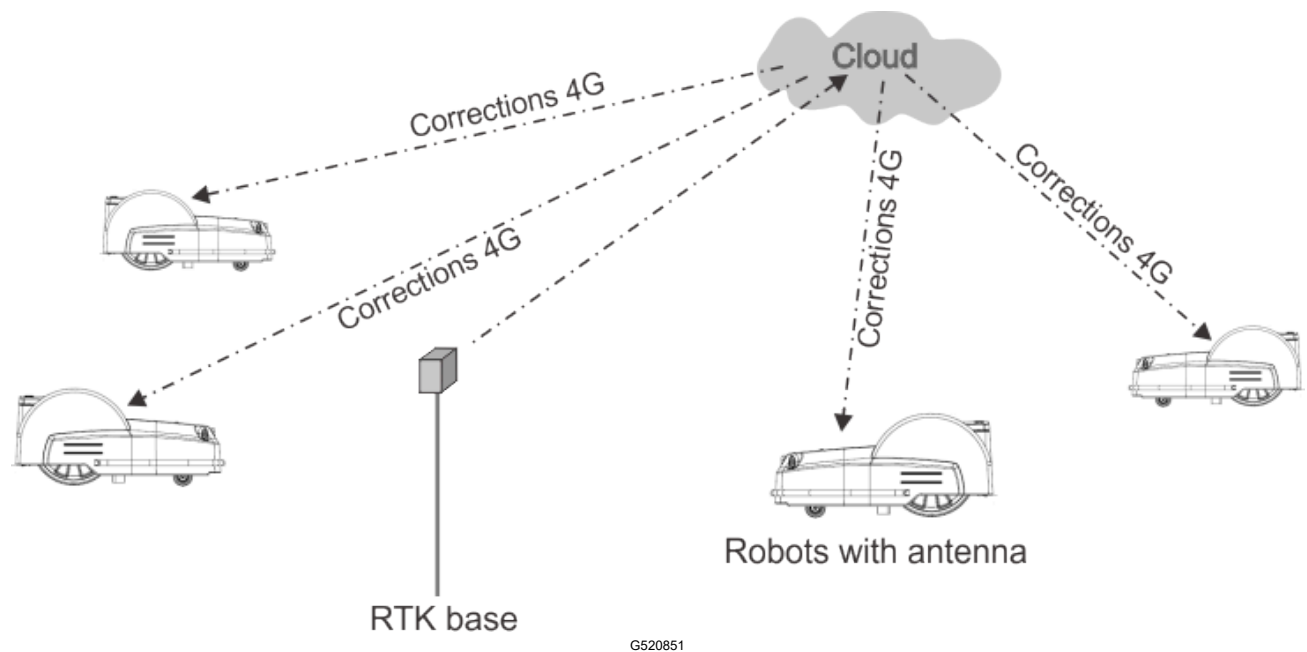 Cloud
Corrections 4G
Corrections 4G
Corrections 4G
Corrections 4G
Robots with antenna
RTK base
G520851